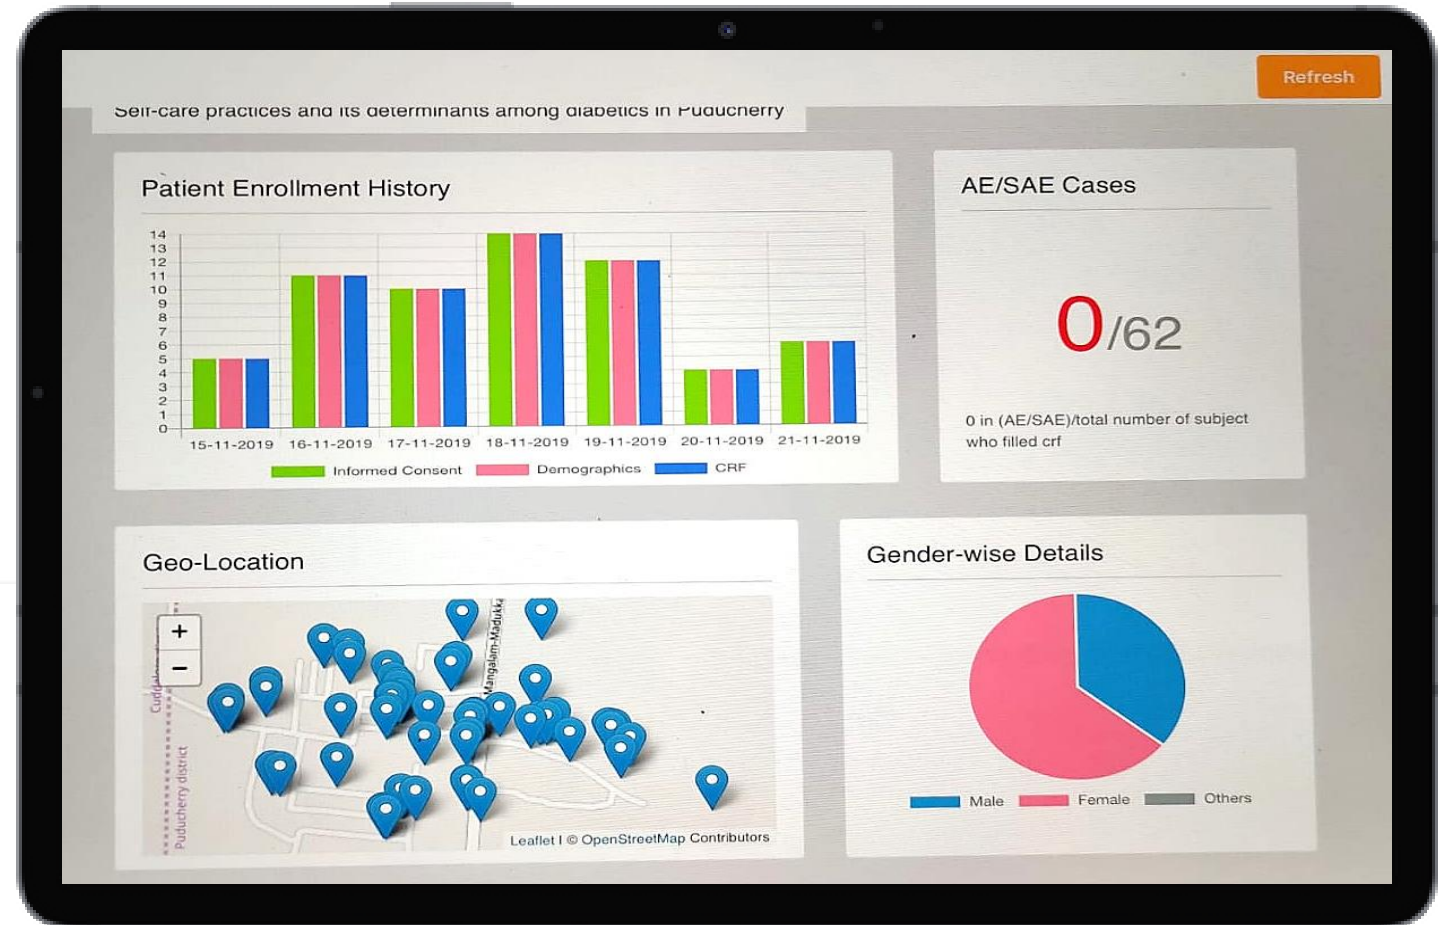 Refresh
Self-care practices and its determinants among diabetics in Puducherry
Patient Enrollment History
14
13
12
11
10
9
8
7
6
5
4
3
2
1
0
15-11-2019 16-11-2019 17-11-2019 18-11-2019 19-11-2019 20-11-2019 21-11-2019
Informed Consent Demographics CRF
AE/SAE Cases
0/62
0 in (AE/SAE)/total number of subject
who filled crf
Geo-Location
+
−
Puducherry district
Mangalam-Madukka
Leaflet | © OpenStreetMap Contributors
Gender-wise Details
Male Female Others